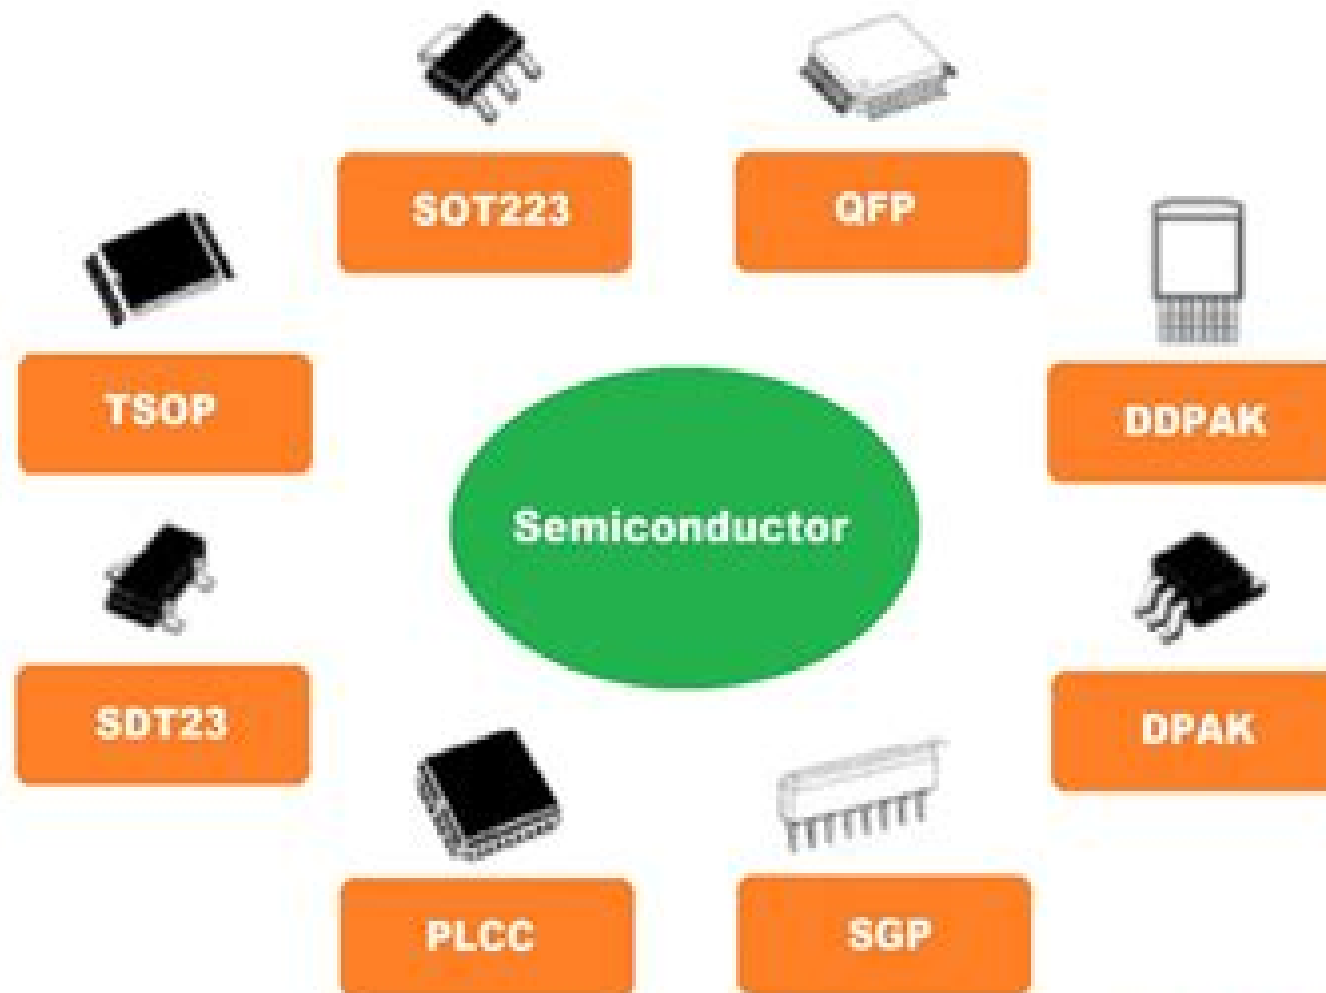 SOT223
QFP
TSOP
DDPAK
Semiconductor
SDT23
DPAK
PLCC
SGP